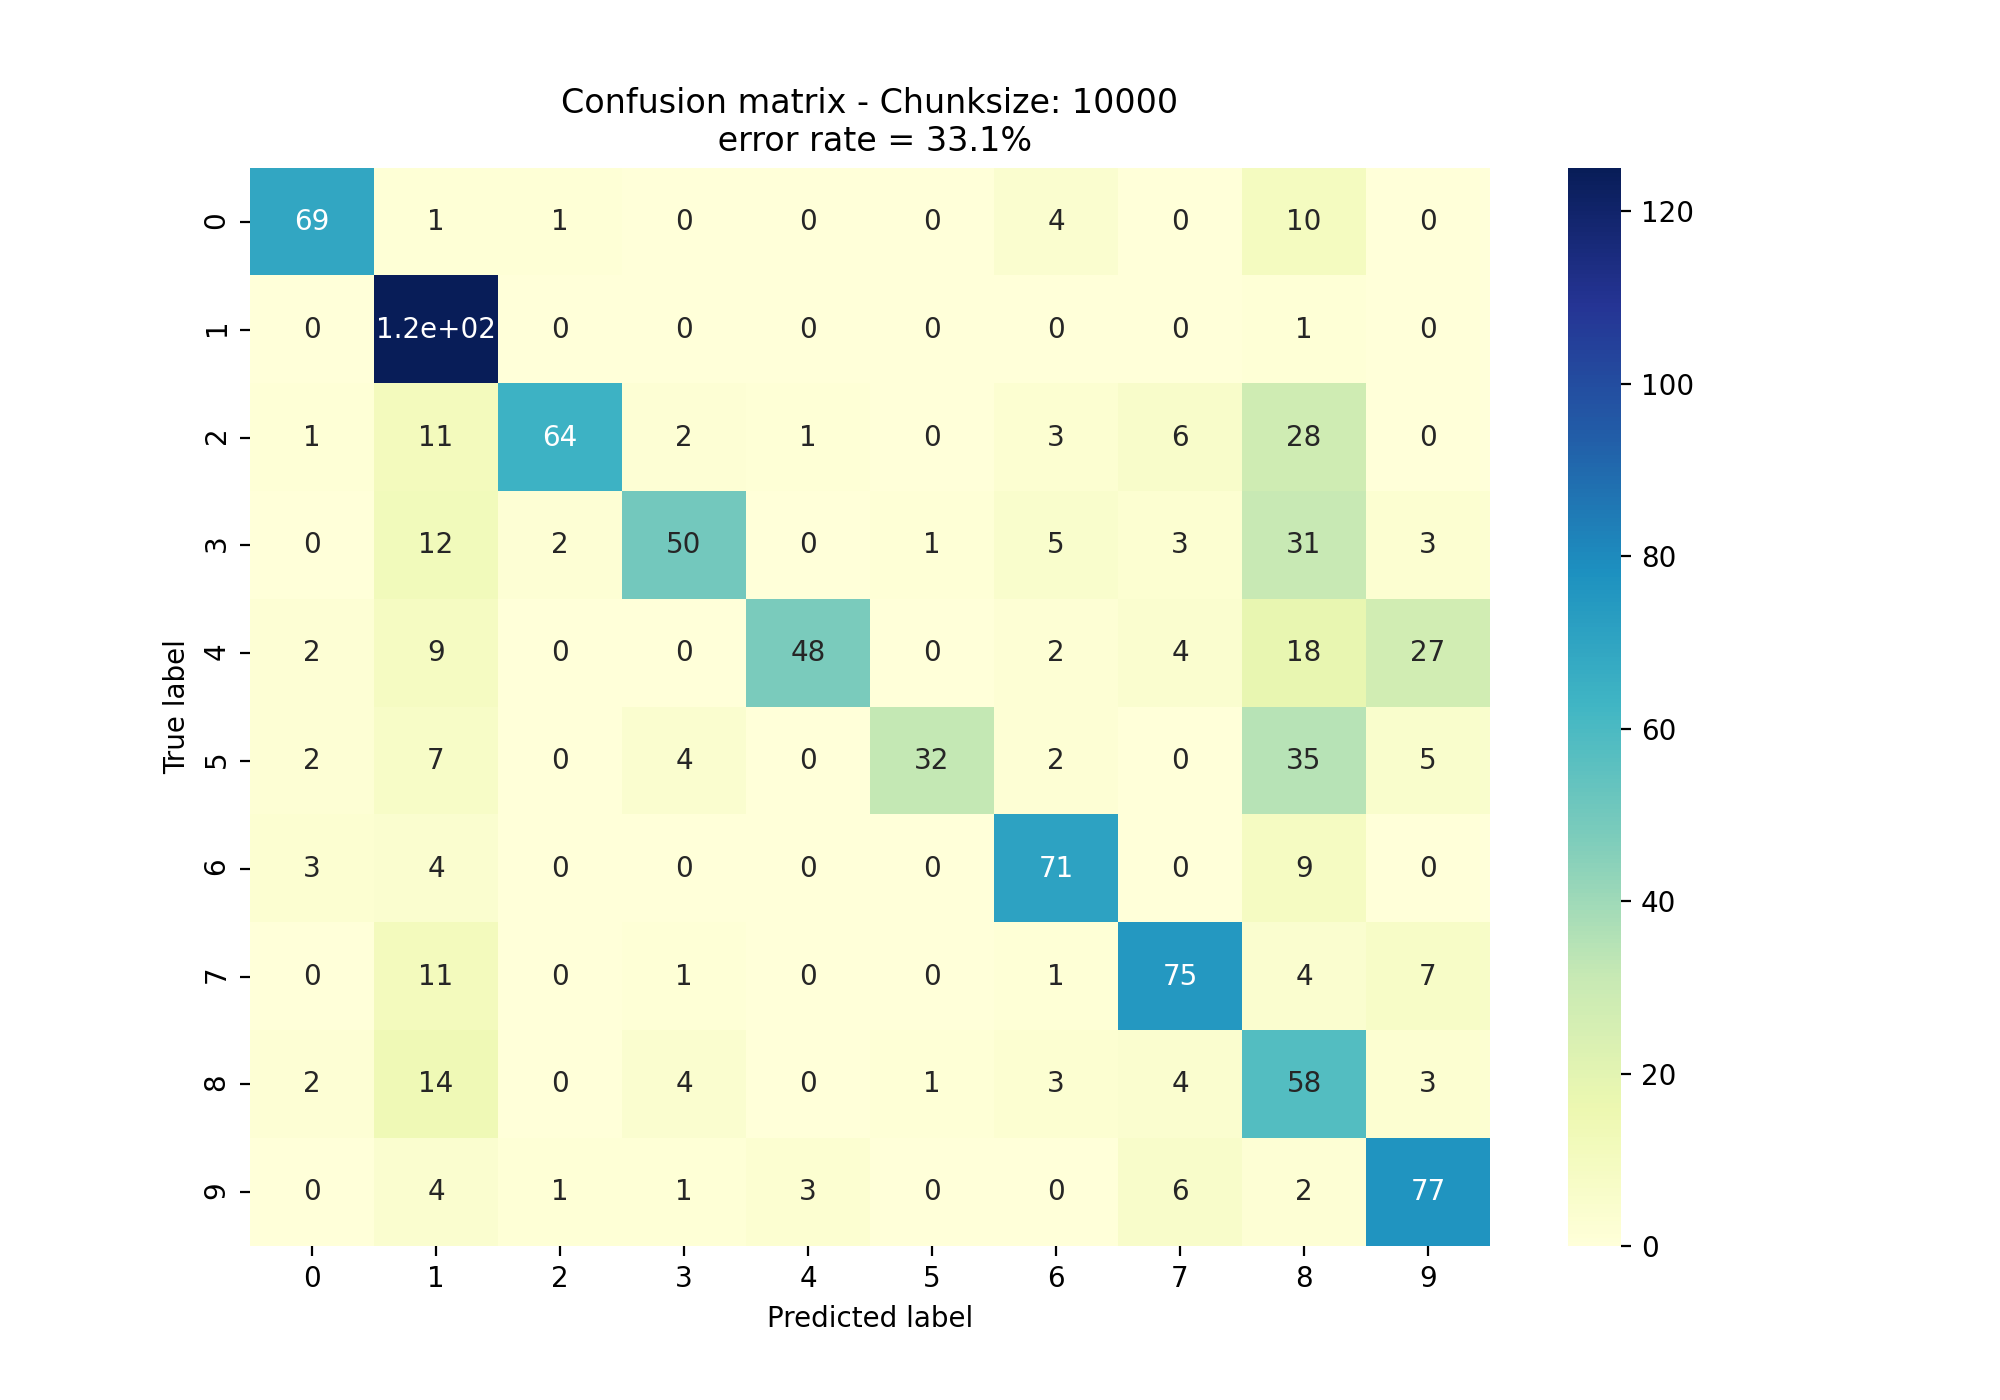 Confusion matrix - Chunksize: 10000
error rate = 33.1%
0 69 1 1 0 0 0 4 0 10 0
1 0 1.2e+02 0 0 0 0 0 0 1 0
2 1 11 64 2 1 0 3 6 28 0
3 0 12 2 50 0 1 5 3 31 3
4 2 9 0 0 48 0 2 4 18 27
5 2 7 0 4 0 32 2 0 35 5
6 3 4 0 0 0 0 71 0 9 0
7 0 11 0 1 0 0 1 75 4 7
8 2 14 0 4 0 1 3 4 58 3
9 0 4 1 1 3 0 0 6 2 77
0 1 2 3 4 5 6 7 8 9
Predicted label
True label
120
100
80
60
40
20
0